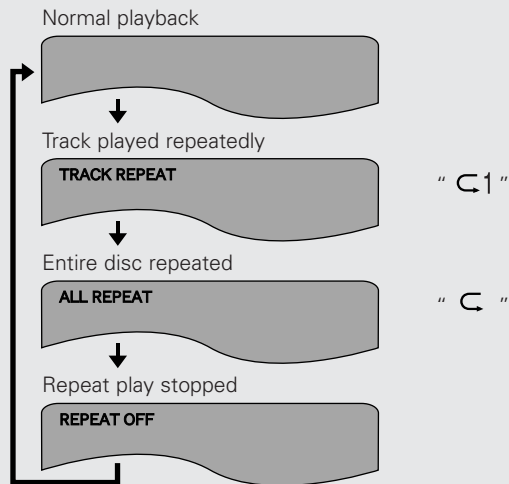 Normal playback
Track played repeatedly
TRACK REPEAT
“ ⊂1 ”
Entire disc repeated
ALL REPEAT
“ ⊂ ”
Repeat play stopped
REPEAT OFF